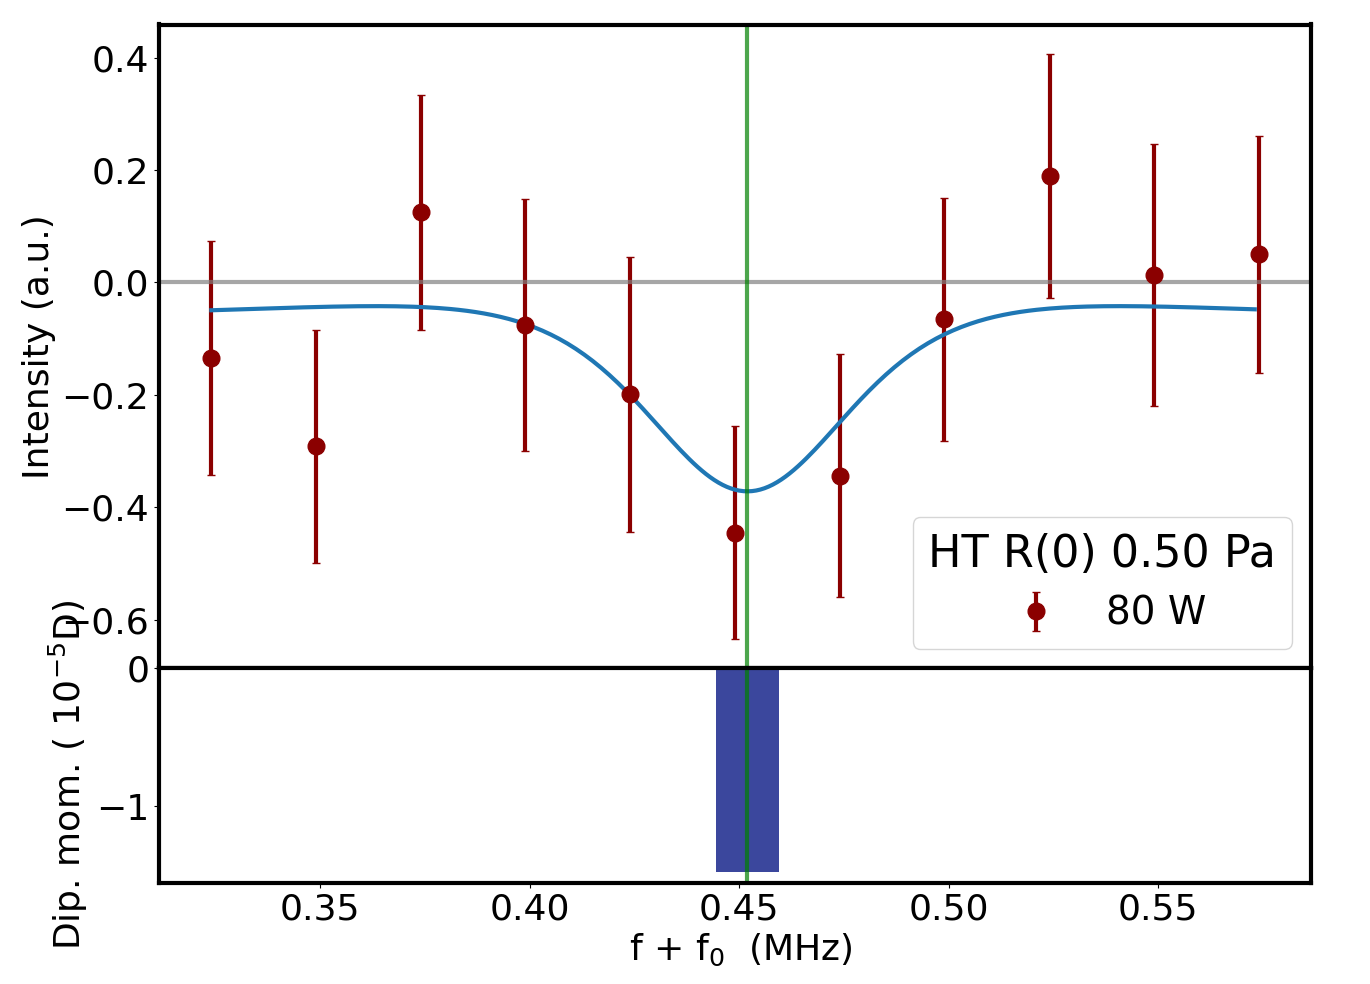 Intensity (a.u.)
0.4
0.2
0.0
−0.2
−0.4
−0.6
HT R(0) 0.50 Pa
80 W
Dip. mom. ( 10⁻⁵D)
0
−1
0.35 0.40 0.45 0.50 0.55
f + f₀ (MHz)